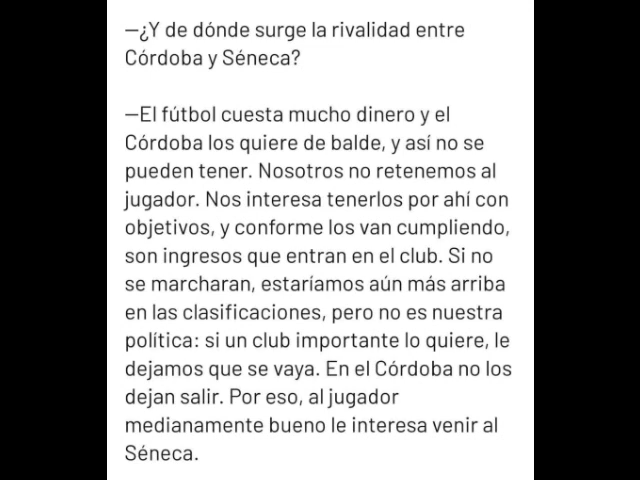 —¿Y de dónde surge la rivalidad entre
Córdoba y Séneca?
—El fútbol cuesta mucho dinero y el
Córdoba los quiere de balde, y así no se
pueden tener. Nosotros no retenemos al
jugador. Nos interesa tenerlos por ahí con
objetivos, y conforme los van cumpliendo,
son ingresos que entran en el club. Si no
se marcharan, estaríamos aún más arriba
en las clasificaciones, pero no es nuestra
política: si un club importante lo quiere, le
dejamos que se vaya. En el Córdoba no los
dejan salir. Por eso, al jugador
medianamente bueno le interesa venir al
Séneca.